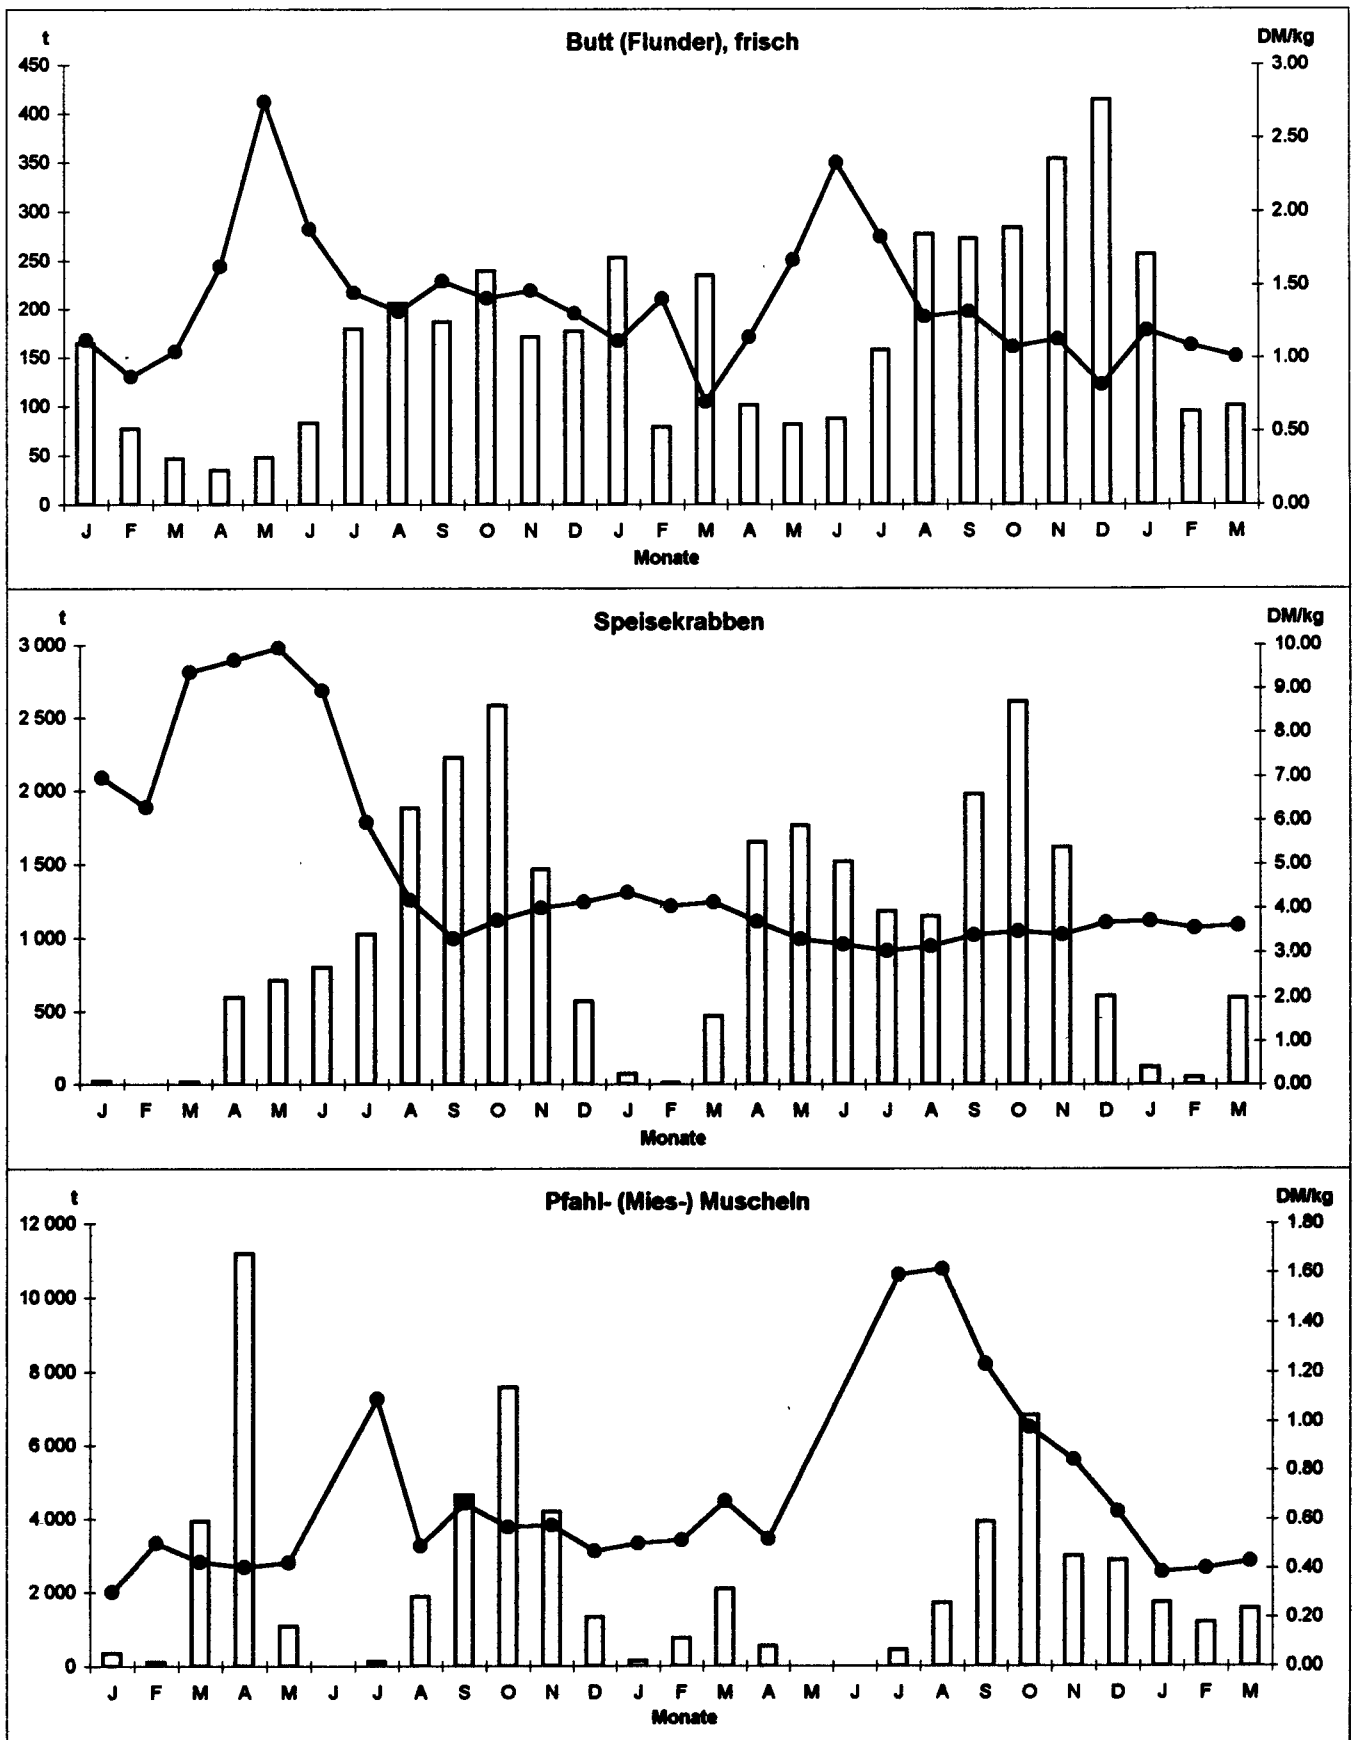 t Butt (Flunder), frisch DM/kg
450 3.00
400 2.50
350
300 2.00
250 1.50
200
150 1.00
100 0.50
50
0 0.00
J F M A M J J A S O N D J F M A M J J A S O N D J F M
Monate
t Speisekrabben DM/kg
3 000 10.00
9.00
2 500 8.00
2 000 7.00
6.00
1 500 5.00
1 000 4.00
3.00
500 2.00
1.00
0 0.00
J F M A M J J A S O N D J F M A M J J A S O N D J F M
Monate
t Pfahl- (Mies-) Muscheln DM/kg
12 000 1.80
10 000 1.60
1.40
8 000 1.20
6 000 1.00
0.80
4 000 0.60
2 000 0.40
0.20
0 0.00
J F M A M J J A S O N D J F M A M J J A S O N D J F M
Monate